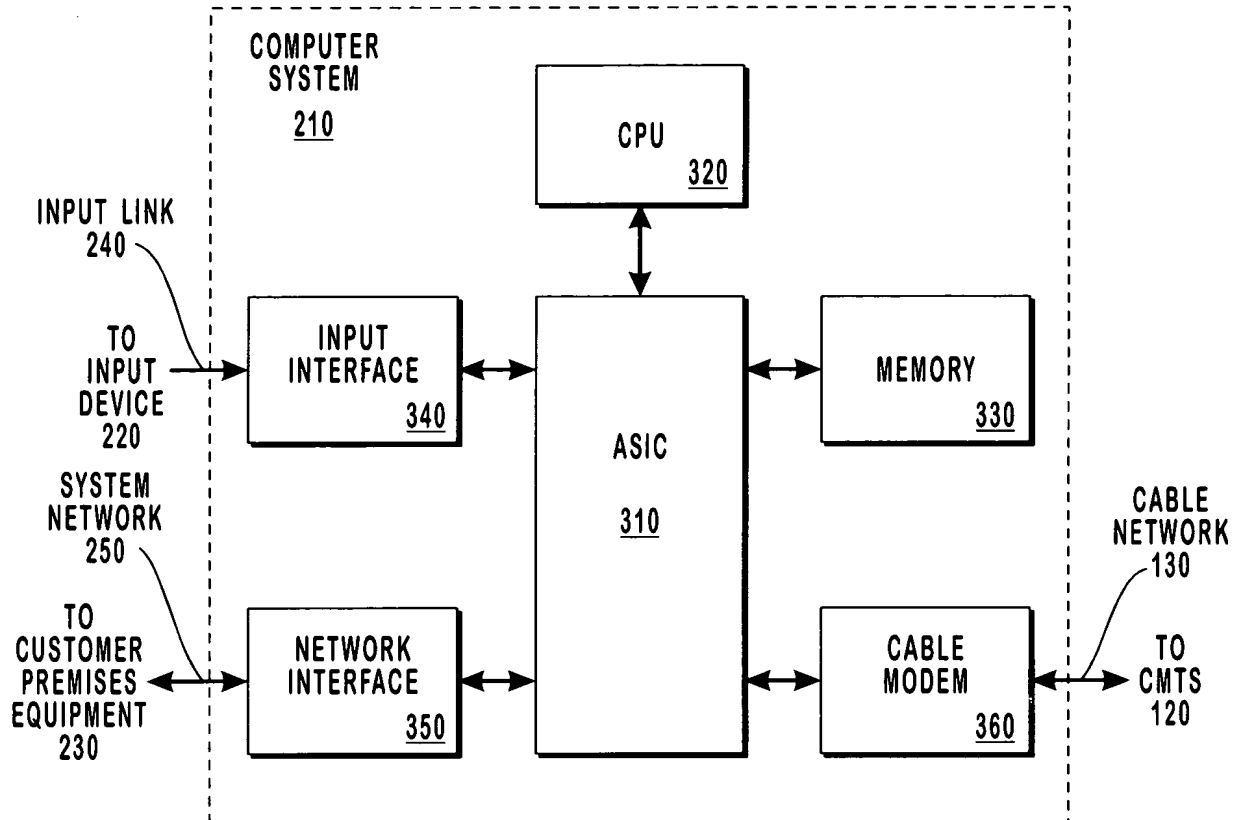 COMPUTER
SYSTEM
210
CPU
320
INPUT LINK
240
TO
INPUT
DEVICE
220
INPUT
INTERFACE
340
ASIC
310
MEMORY
330
SYSTEM
NETWORK
250
TO
CUSTOMER
PREMISES
EQUIPMENT
230
NETWORK
INTERFACE
350
CABLE
MODEM
360
CABLE
NETWORK
130
TO
CMTS
120